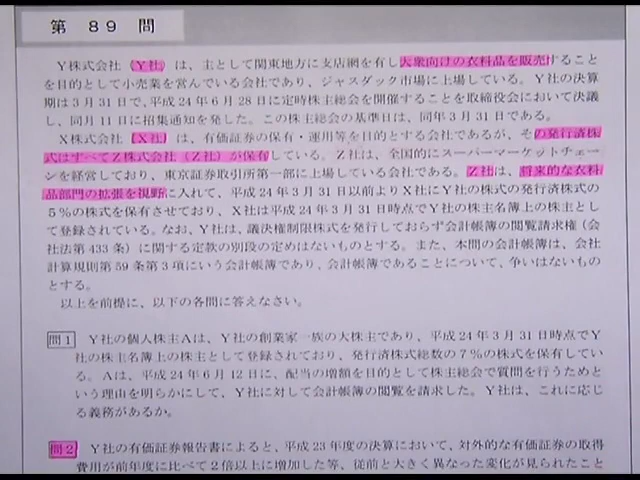 第 89 問
Ｙ株式会社（Ｙ社）は、主として関東地方に支店網を有し大衆向けの衣料品を販売すること
を目的として小売業を営んでいる会社であり、ジャスダック市場に上場している。Ｙ社の決算
期は３月31日で、平成24年６月28日に定時株主総会を開催することを取締役会において決議
し、同月11日に招集通知を発した。この株主総会の基準日は、同年３月31日である。
Ｘ株式会社（Ｘ社）は、有価証券の保有・運用等を目的とする会社であるが、その発行済株
式はすべてＺ株式会社（Ｚ社）が保有している。Ｚ社は、全国的にスーパーマーケットチェー
ンを経営しており、東京証券取引所第一部に上場している会社である。Ｚ社は、将来的な衣料
品部門の拡張を視野に入れて、平成24年３月31日以前よりＸ社にＹ社の株式の発行済株式の
５％の株式を保有させており、Ｘ社は平成24年３月31日時点でＹ社の株主名簿上の株主とし
て登録されている。なお、Ｙ社は、議決権制限株式を発行しておらず会計帳簿の閲覧請求権（会
社法第433条）に関する定款の別段の定めはないものとする。また、本問の会計帳簿は、会社
計算規則第59条第３項にいう会計帳簿であり、会計帳簿であることについて、争いはないもの
とする。
以上を前提に、以下の各問に答えなさい。
問1 Ｙ社の個人株主Ａは、Ｙ社の創業家一族の大株主であり、平成24年３月31日時点でＹ
社の株主名簿上の株主として登録されており、発行済株式総数の７％の株式を保有してい
る。Ａは、平成24年６月12日に、配当の増額を目的として株主総会で質問を行うためと
いう理由を明らかにして、Ｙ社に対して会計帳簿の閲覧を請求した。Ｙ社は、これに応じ
る義務があるか。
問2 Ｙ社の有価証券報告書によると、平成23年度の決算において、対外的な有価証券の取得
費用が前年度に比べて２倍以上に増加した等、従前と大きく異なった変化が見られたこと